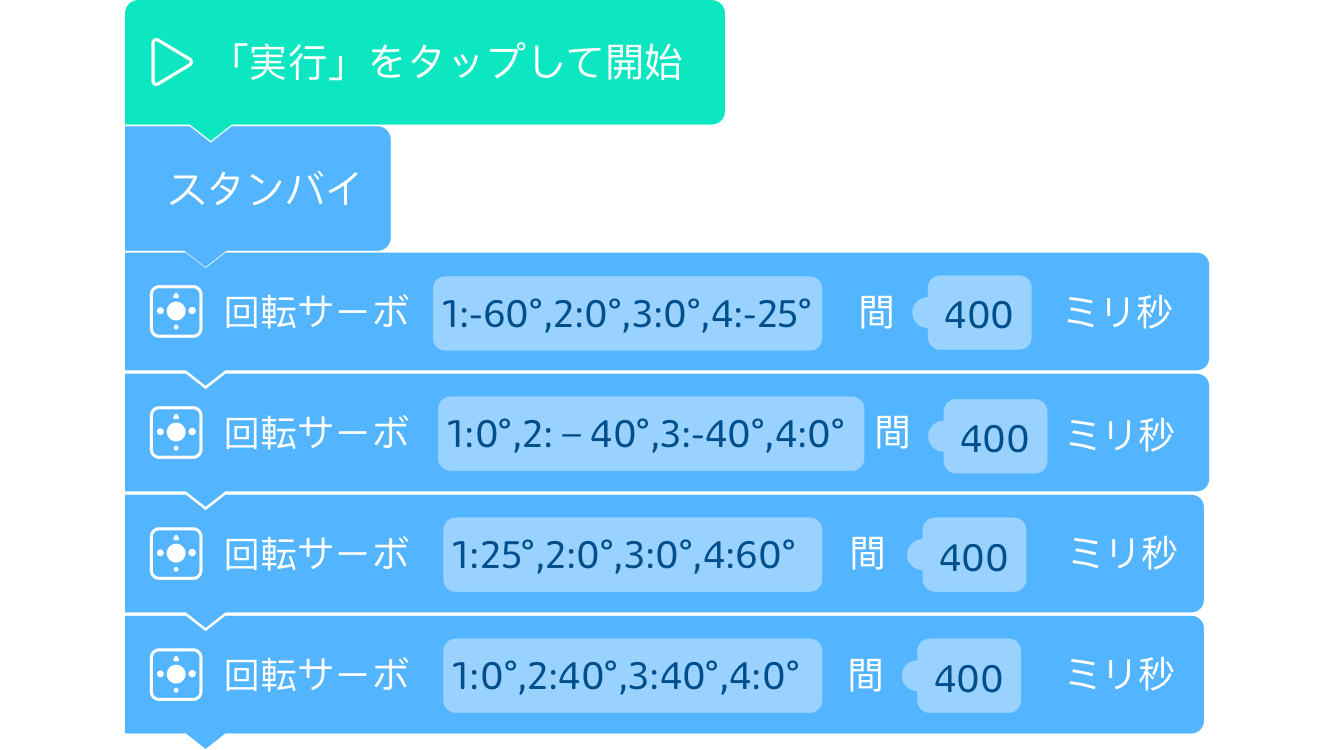 「実行」をタップして開始
スタンバイ
回転サーボ 1:-60°,2:0°,3:0°,4:-25° 間 400 ミリ秒
回転サーボ 1:0°,2: – 40°,3:-40°,4:0° 間 400 ミリ秒
回転サーボ 1:25°,2:0°,3:0°,4:60° 間 400 ミリ秒
回転サーボ 1:0°,2:40°,3:40°,4:0° 間 400 ミリ秒